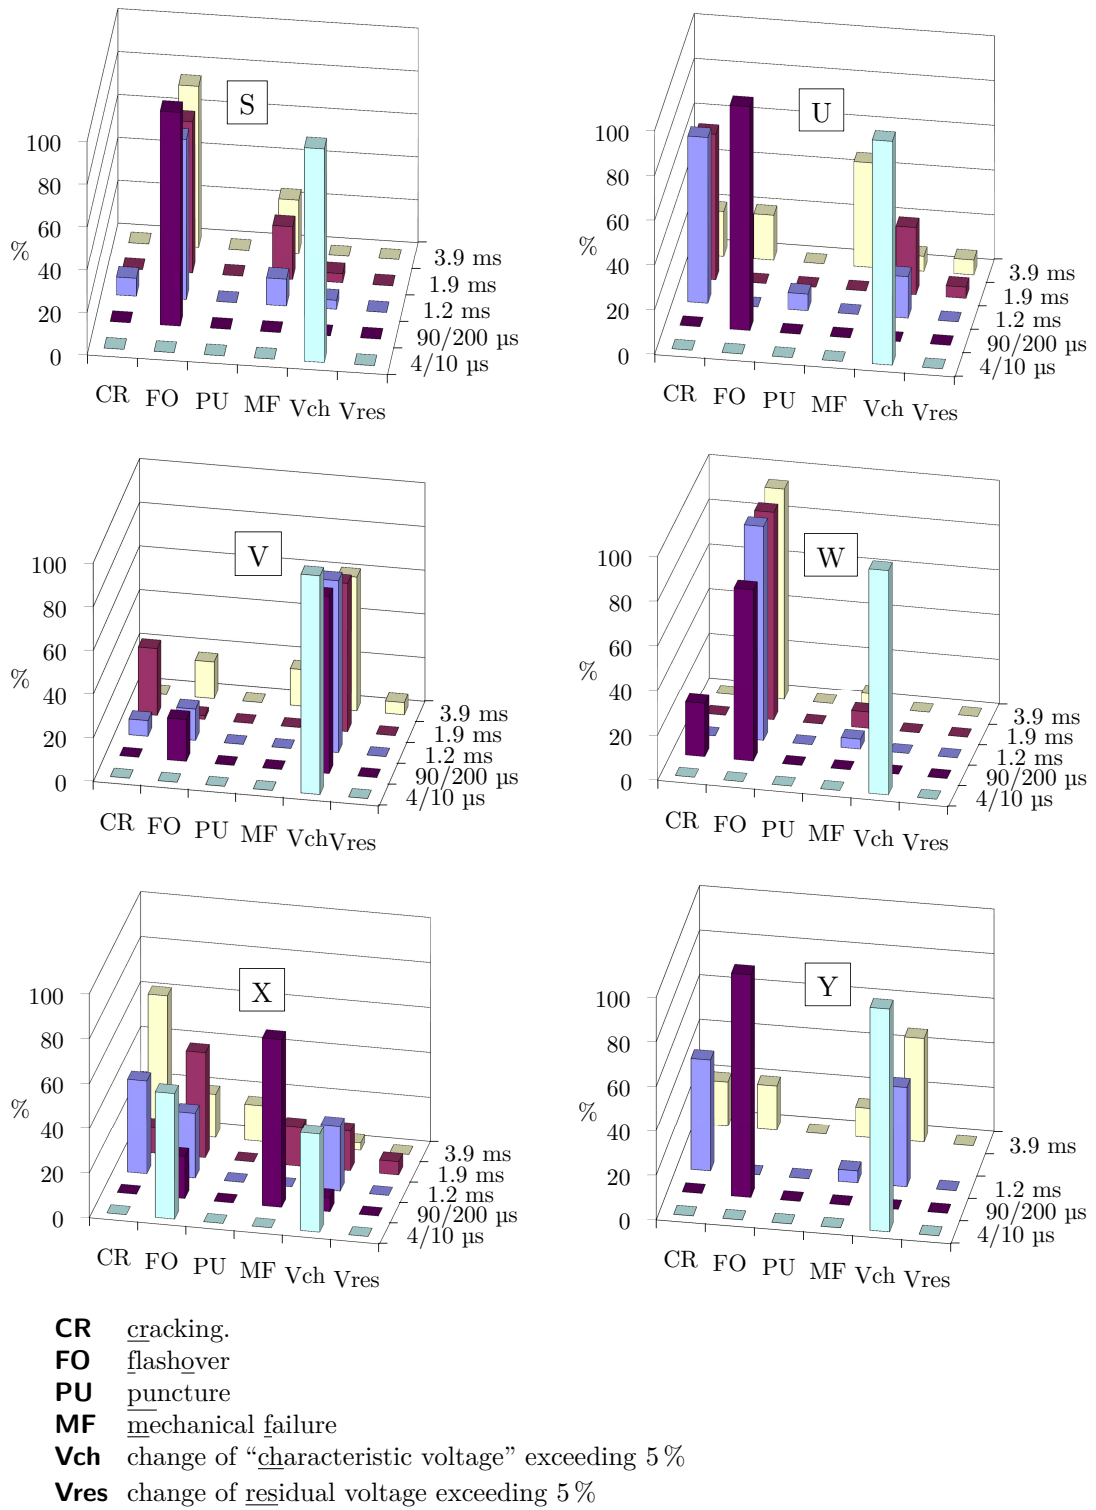 S
100
80
60
40
20
0
%
CR FO PU MF Vch Vres
3.9 ms
1.9 ms
1.2 ms
90/200 µs
4/10 µs
U
100
80
60
40
20
0
%
CR FO PU MF Vch Vres
3.9 ms
1.9 ms
1.2 ms
90/200 µs
4/10 µs
V
100
80
60
40
20
0
%
CR FO PU MF Vch Vres
3.9 ms
1.9 ms
1.2 ms
90/200 µs
4/10 µs
W
100
80
60
40
20
0
%
CR FO PU MF Vch Vres
3.9 ms
1.9 ms
1.2 ms
90/200 µs
4/10 µs
X
100
80
60
40
20
0
%
CR FO PU MF Vch Vres
3.9 ms
1.9 ms
1.2 ms
90/200 µs
4/10 µs
Y
100
80
60
40
20
0
%
CR FO PU MF Vch Vres
3.9 ms
1.2 ms
90/200 µs
4/10 µs
CR cracking.
FO flashover
PU puncture
MF mechanical failure
Vch change of “characteristic voltage” exceeding 5 %
Vres change of residual voltage exceeding 5 %